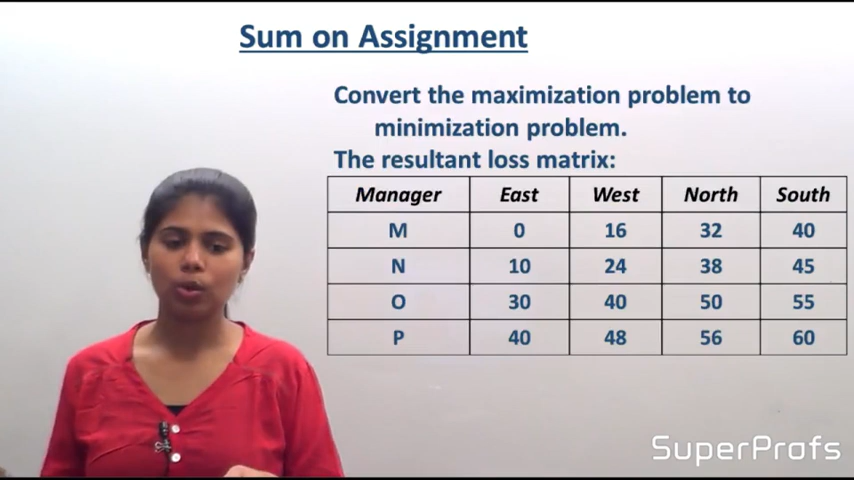 Sum on Assignment
Convert the maximization problem to
minimization problem.
The resultant loss matrix:
Manager East West North South
M 0 16 32 40
N 10 24 38 45
O 30 40 50 55
P 40 48 56 60
SuperProfs